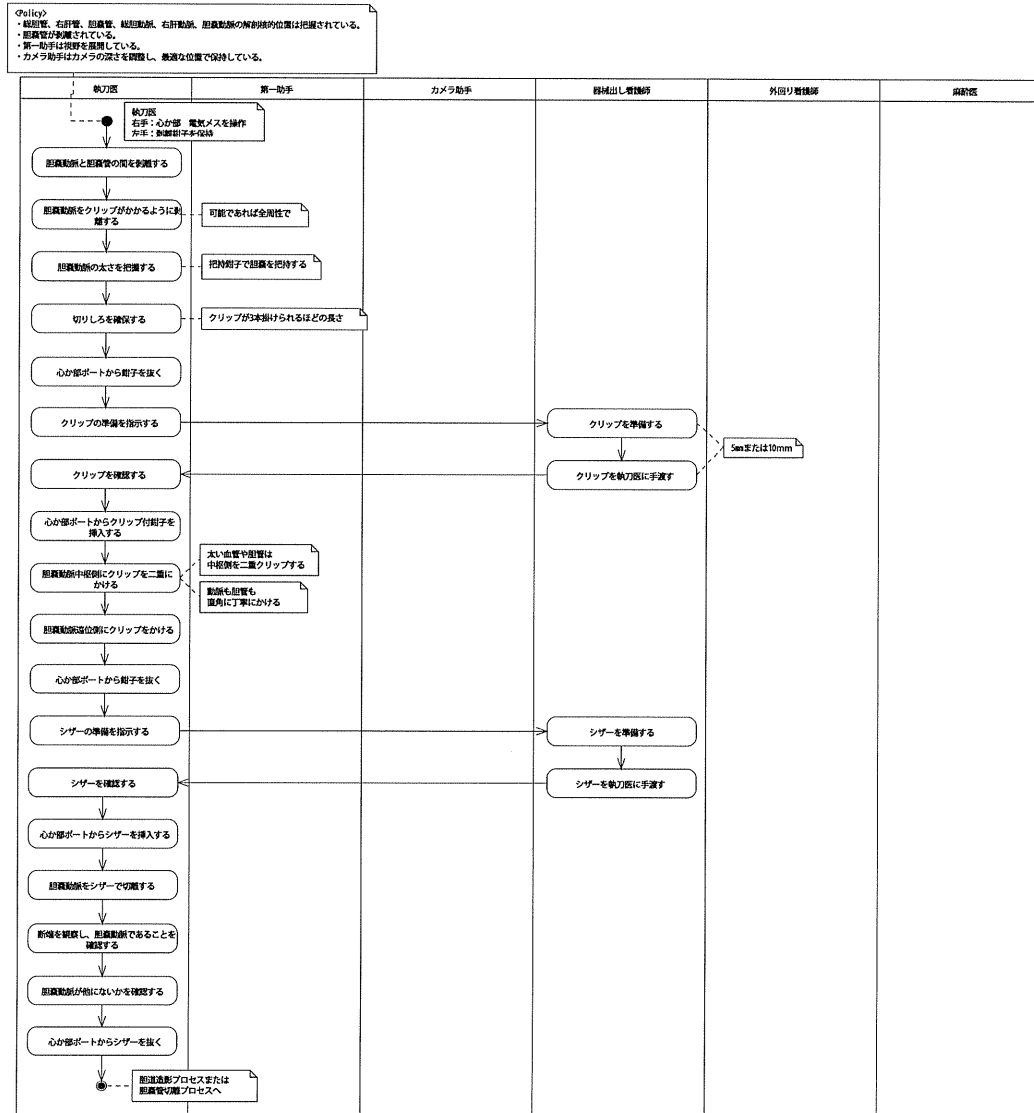 <Policy>
・総胆管、右肝管、胆嚢管、総胆動脈、右肝動脈、胆嚢動脈の解剖検的位置は把握されている。
・胆嚢管が剥離されている。
・第一助手は視野を展開している。
・カメラ助手はカメラの深さを調整し、最適な位置で保持している。
執刀医
第一助手
カメラ助手
器械出し看護師
外回り看護師
麻酔医
執刀医
右手：心か部 電気メスを操作
左手：剥離鉗子を保持
胆嚢動脈と胆嚢管の間を剥離する
胆嚢動脈をクリップがかかるように剥
離する
可能であれば全周性で
胆嚢動脈の太さを把握する
把持鉗子で胆嚢を把持する
切りしろを確保する
クリップが3本掛けられるほどの長さ
心か部ポートから鉗子を抜く
クリップの準備を指示する
クリップを準備する
5mmまたは10mm
クリップを確認する
クリップを執刀医に手渡す
心か部ポートからクリップ付鉗子を
挿入する
太い血管や胆管は
中枢側を二重クリップする
胆嚢動脈中枢側にクリップを二重に
かける
動脈も胆管も
直角に丁寧にかける
胆嚢動脈遠位側にクリップをかける
心か部ポートから鉗子を抜く
シザーの準備を指示する
シザーを準備する
シザーを確認する
シザーを執刀医に手渡す
心か部ポートからシザーを挿入する
胆嚢動脈をシザーで切離する
断端を観察し、胆嚢動脈であることを
確認する
胆嚢動脈が他にないかを確認する
心か部ポートからシザーを抜く
胆道造影プロセスまたは
胆嚢管切離プロセスへ